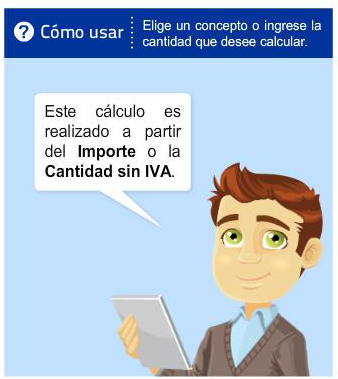 ? Cómo usar
Elige un concepto o ingrese la
cantidad que desee calcular.
Este cálculo es
realizado a partir
del Importe o la
Cantidad sin IVA.